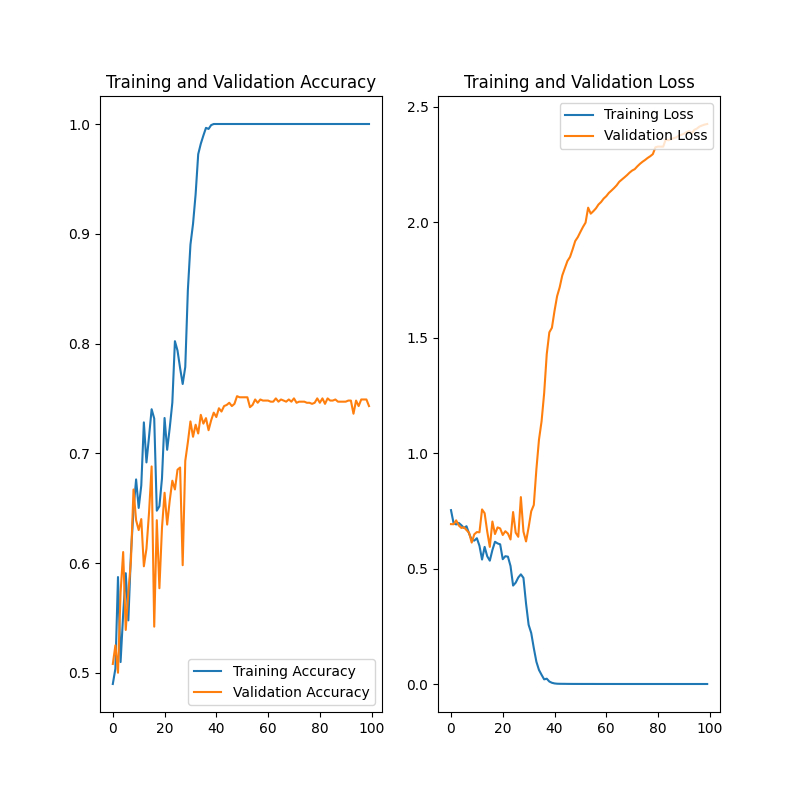 Training and Validation Accuracy
1.0
0.9
0.8
0.7
0.6
0.5
0 20 40 60 80 100
Training Accuracy
Validation Accuracy
Training and Validation Loss
2.5
2.0
1.5
1.0
0.5
0.0
0 20 40 60 80 100
Training Loss
Validation Loss